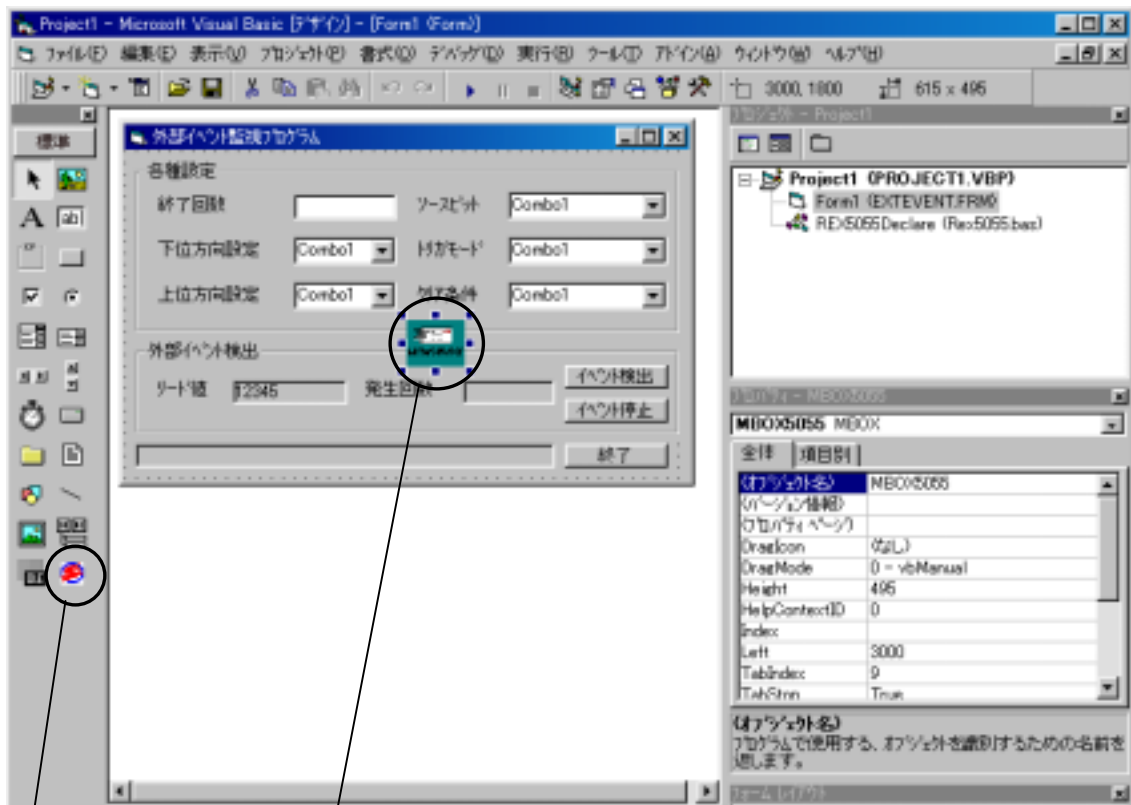 Project1 - Microsoft Visual Basic [ﾃﾞｻﾞｲﾝ] - [Form1 (Form)]
ﾌｧｲﾙ(F) 編集(E) 表示(V) ﾌﾟﾛｼﾞｪｸﾄ(P) 書式(O) ﾃﾞﾊﾞｯｸﾞ(D) 実行(R) ﾂｰﾙ(T) ｱﾄﾞｲﾝ(A) ｳｨﾝﾄﾞｳ(W) ﾍﾙﾌﾟ(H)
3000, 1800 615 x 495
標準
外部ｲﾍﾞﾝﾄ監視ﾌﾟﾛｸﾞﾗﾑ
各種設定
終了回数 ｿｰｽﾋﾞｯﾄ Combo1
下位方向設定 Combo1 ﾄﾘｶﾞﾓｰﾄﾞ Combo1
上位方向設定 Combo1 ｸﾘｱ条件 Combo1
外部ｲﾍﾞﾝﾄ検出
ﾘｰﾄﾞ値 12345 発生回数 ｲﾍﾞﾝﾄ検出
ｲﾍﾞﾝﾄ停止
終了
ﾌﾟﾛｼﾞｪｸﾄ - Project1
Project1 (PROJECT1.VBP)
Form1 (EXTEVENT.FRM)
REX5055Declare (Rex5055.bas)
ﾌﾟﾛﾊﾟﾃｨ - MBOX5055
MBOX5055 MBOX
全体 項目別
(ｵﾌﾞｼﾞｪｸﾄ名) MBOX5055
(ﾊﾞｰｼﾞｮﾝ情報)
(ﾌﾟﾛﾊﾟﾃｨ ﾍﾟｰｼﾞ)
DragIcon (なし)
DragMode 0 - vbManual
Height 495
HelpContextID 0
Index
Left 3000
TabIndex 9
TabStop True
(ｵﾌﾞｼﾞｪｸﾄ名)
ﾌﾟﾛｸﾞﾗﾑで使用する、ｵﾌﾞｼﾞｪｸﾄを識別するための名前を
返します。
ﾌｫｰﾑ ﾚｲｱｳﾄ